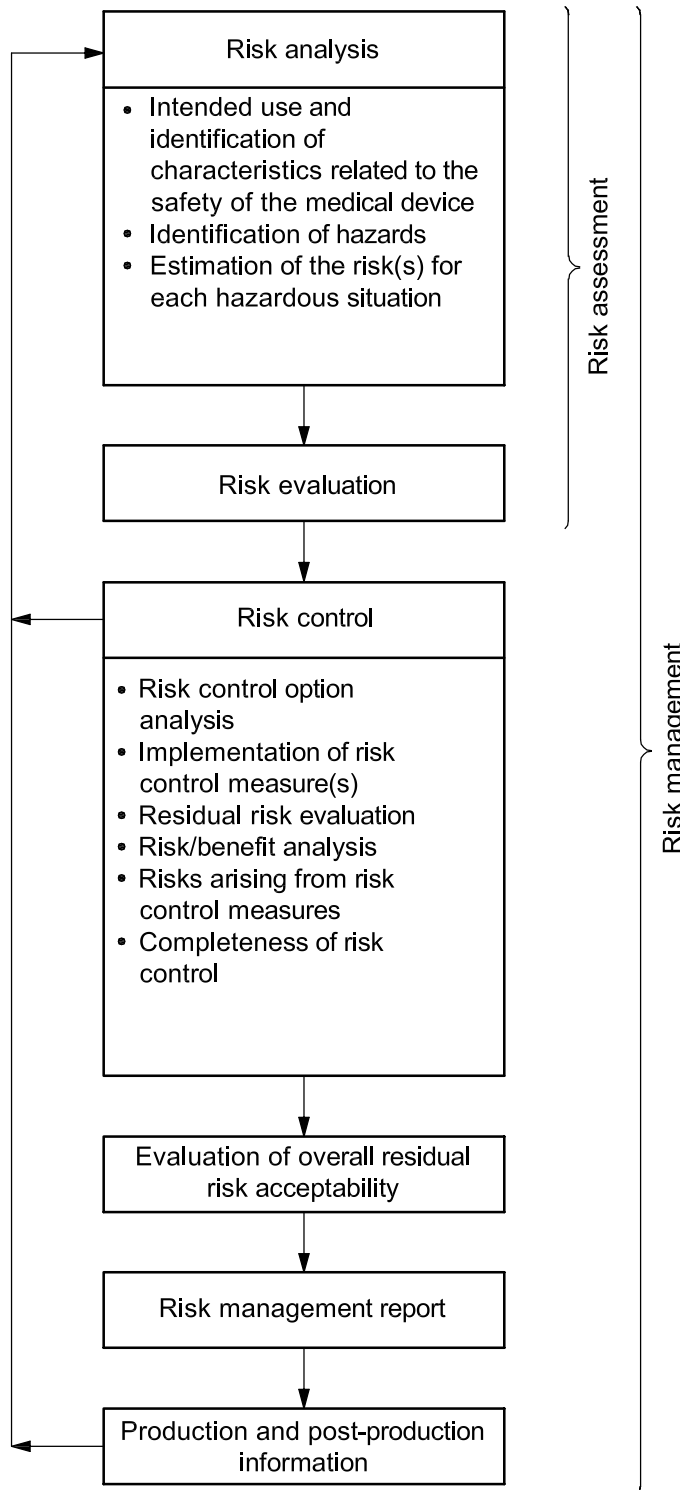 Risk analysis
• Intended use and
identification of
characteristics related to the
safety of the medical device
• Identification of hazards
• Estimation of the risk(s) for
each hazardous situation
Risk evaluation
Risk assessment
Risk control
• Risk control option
analysis
• Implementation of risk
control measure(s)
• Residual risk evaluation
• Risk/benefit analysis
• Risks arising from risk
control measures
• Completeness of risk
control
Risk management
Evaluation of overall residual
risk acceptability
Risk management report
Production and post-production
information